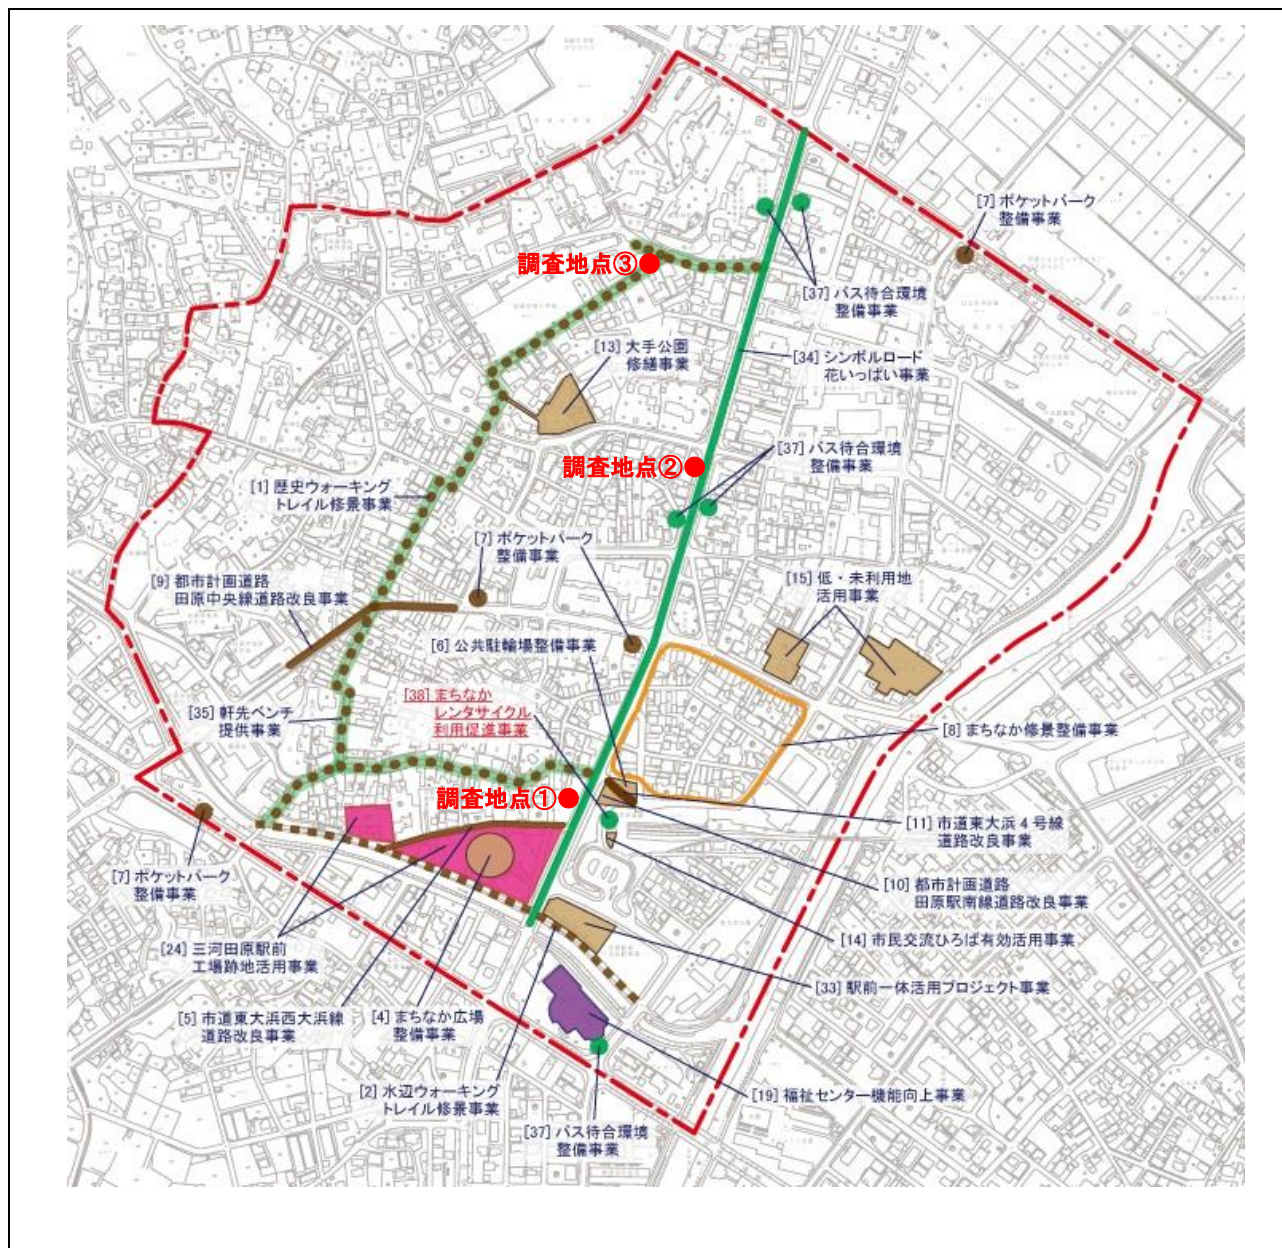 [7] ポケットパーク
整備事業
調査地点③
[37] バス待合環境
整備事業
[13] 大手公園
修繕事業
[34] シンボルロード
花いっぱい事業
調査地点②
[37] バス待合環境
整備事業
[1] 歴史ウォーキング
トレイル修景事業
[7] ポケットパーク
整備事業
[9] 都市計画道路
田原中央線道路改良事業
[15] 低・未利用地
活用事業
[6] 公共駐輪場整備事業
[38] まちなか
レンタサイクル
利用促進事業
[35] 軒先ベンチ
提供事業
[8] まちなか修景整備事業
調査地点①
[11] 市道東大浜4号線
道路改良事業
[7] ポケットパーク
整備事業
[10] 都市計画道路
田原駅南線道路改良事業
[24] 三河田原駅前
工場跡地活用事業
[14] 市民交流ひろば有効活用事業
[33] 駅前一体活用プロジェクト事業
[5] 市道東大浜西大浜線
道路改良事業
[4] まちなか広場
整備事業
[2] 水辺ウォーキング
トレイル修景事業
[19] 福祉センター機能向上事業
[37] バス待合環境
整備事業